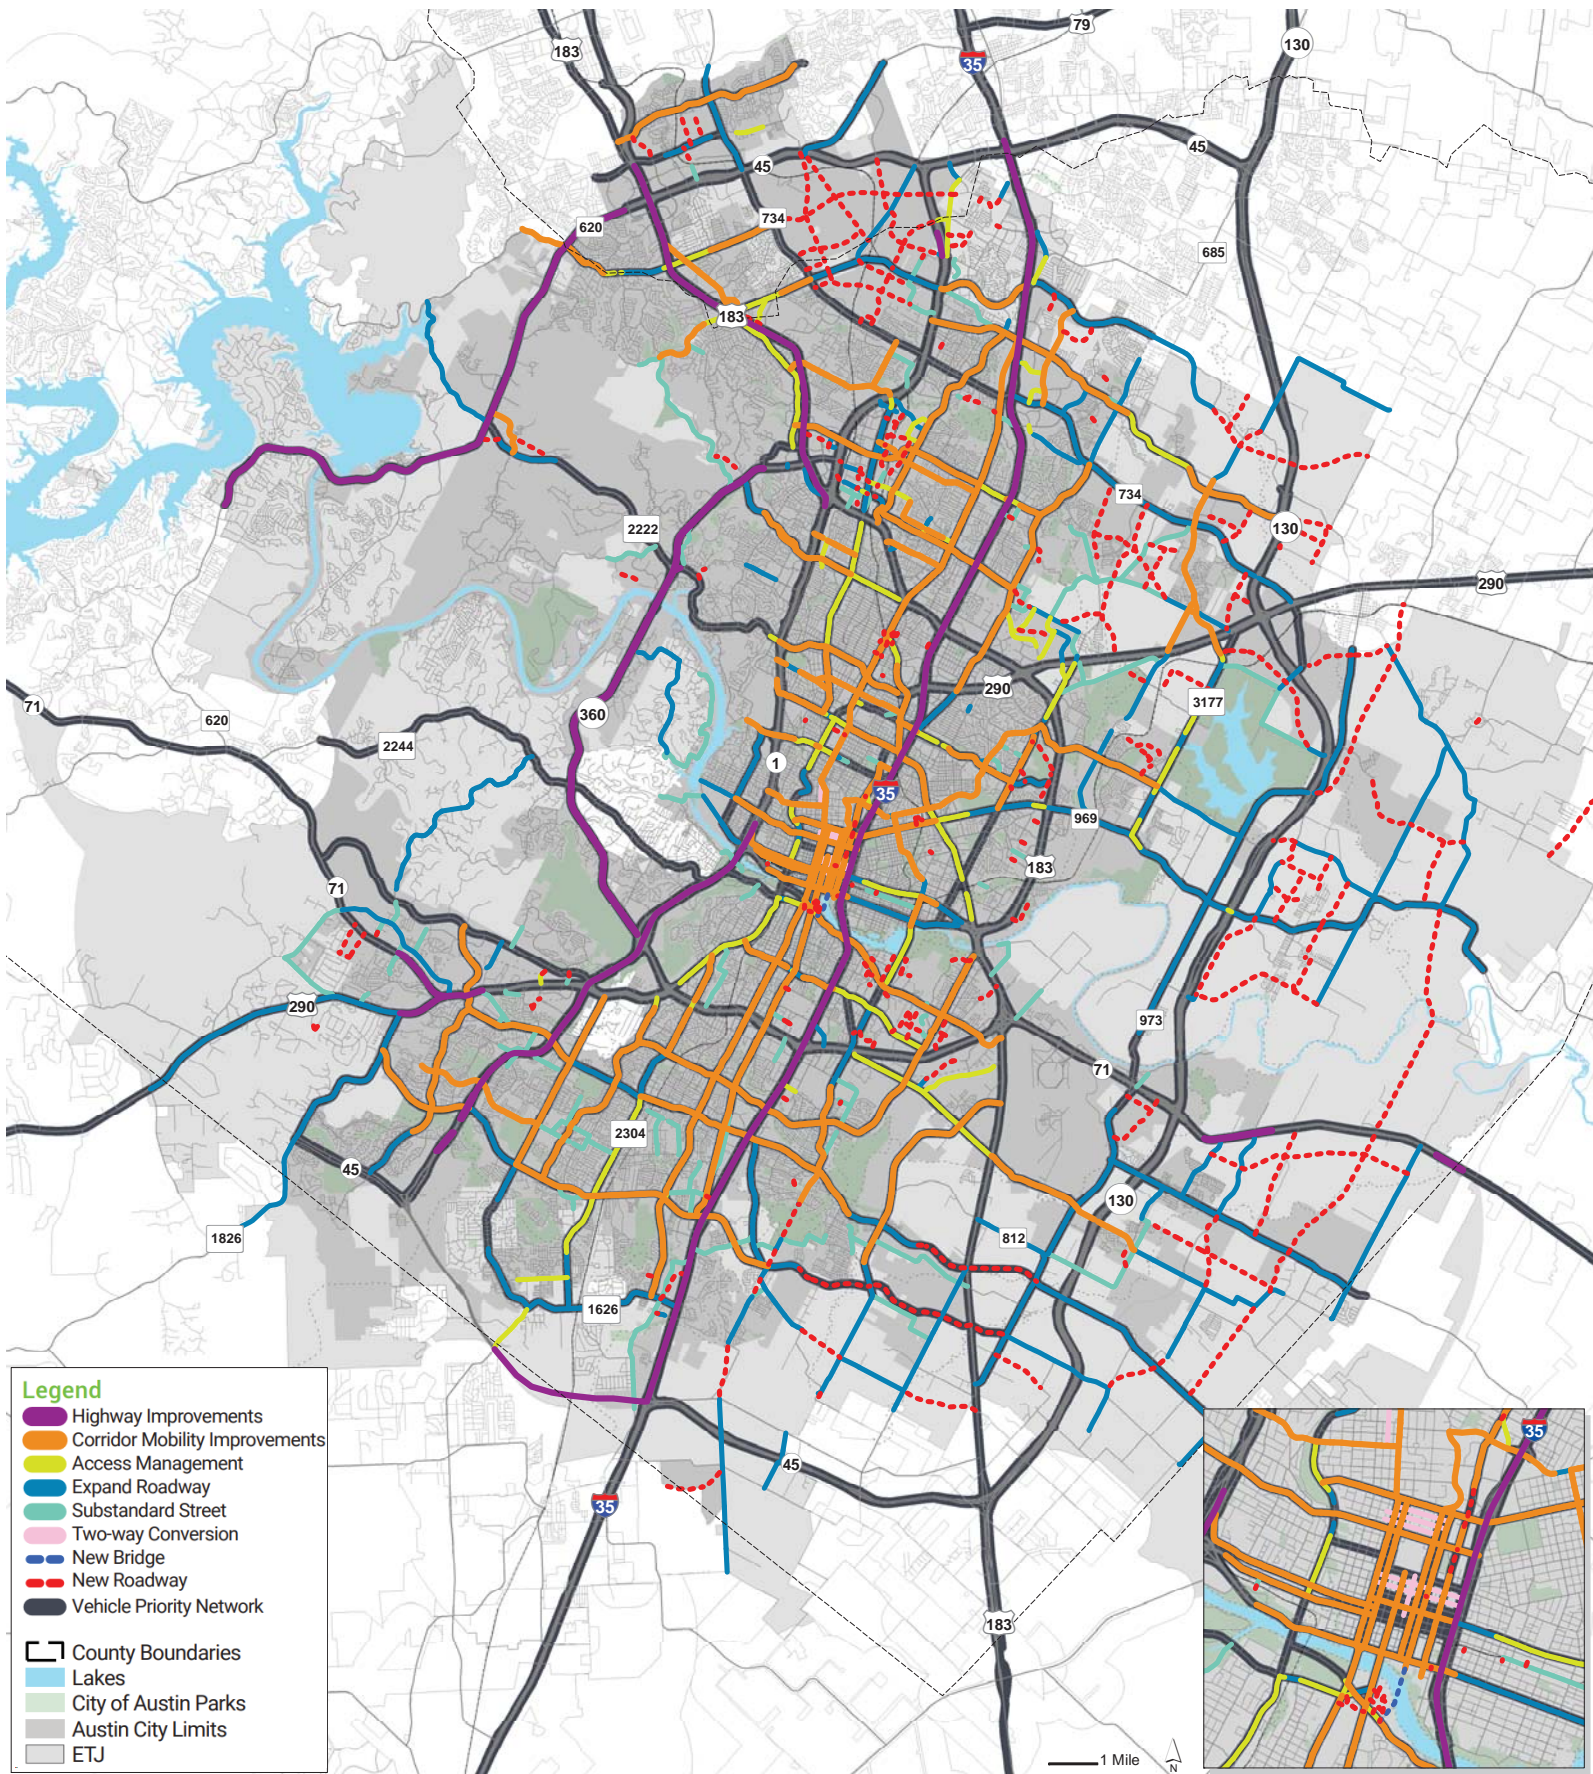 183
79
35
130
45
45
620
734
685
183
2222
734
130
290
71
620
2244
360
290
3177
1
35
969
71
183
290
973
71
2304
45
130
1826
812
1626
45
35
183
Legend
Highway Improvements
Corridor Mobility Improvements
Access Management
Expand Roadway
Substandard Street
Two-way Conversion
New Bridge
New Roadway
Vehicle Priority Network
County Boundaries
Lakes
City of Austin Parks
Austin City Limits
ETJ
35
1 Mile
N